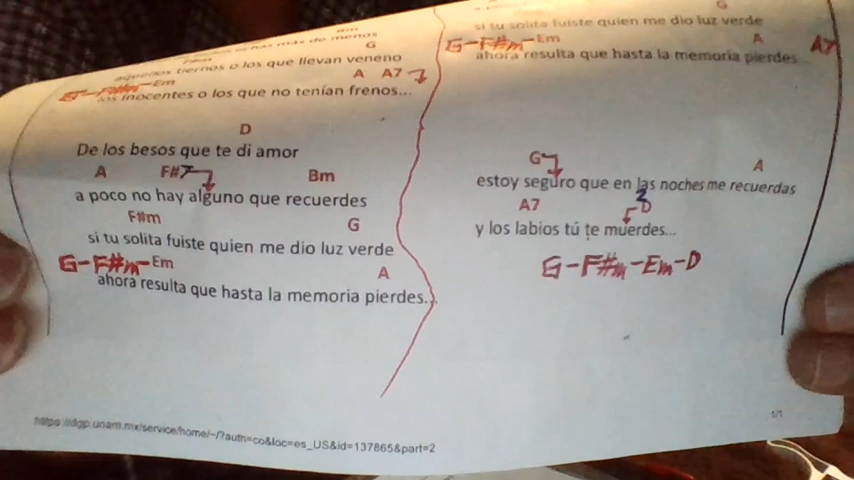 más de menos
G
aquellos tiernos o los que llevan veneno
G-F#m-Em A A7
los inocentes o los que no tenían frenos...
D
De los besos que te di amor
A F#7 Bm
a poco no hay alguno que recuerdes
F#m G
si tu solita fuiste quien me dio luz verde
G-F#m-Em A
ahora resulta que hasta la memoria pierdes...
https://dgp.unam.mx/service/home/~/?auth=co&loc=es_US&id=137865&part=2
G
si tu solita fuiste quien me dio luz verde
G-F#m-Em A A7
ahora resulta que hasta la memoria pierdes
G A
estoy seguro que en las noches me recuerdas
A7 2 D
y los labios tú te muerdes...
G-F#m-Em-D
1/1